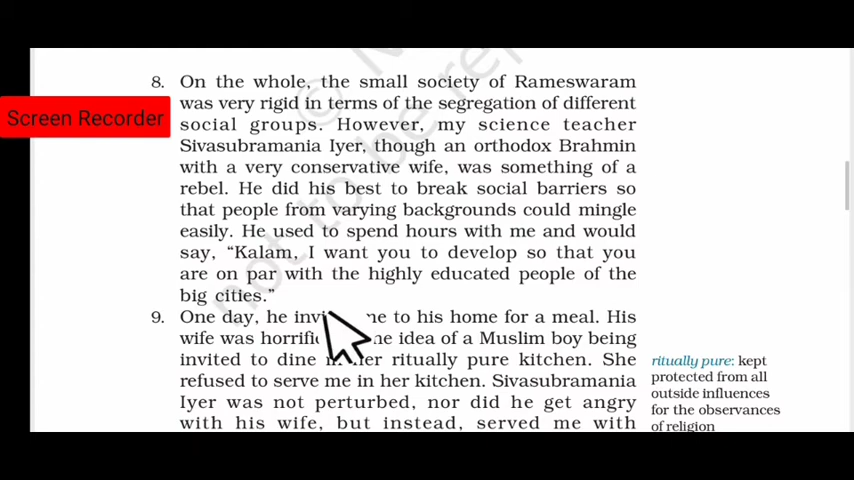 8. On the whole, the small society of Rameswaram
was very rigid in terms of the segregation of different
Screen Recorder
social groups. However, my science teacher
Sivasubramania Iyer, though an orthodox Brahmin
with a very conservative wife, was something of a
rebel. He did his best to break social barriers so
that people from varying backgrounds could mingle
easily. He used to spend hours with me and would
say, “Kalam, I want you to develop so that you
are on par with the highly educated people of the
big cities.”
9. One day, he to his home for a meal. His
wife was idea of a Muslim boy being
invited to dine ritually pure kitchen. She
refused to serve me in her kitchen. Sivasubramania
Iyer was not perturbed, nor did he get angry
with his wife, but instead, served me with
ritually pure: kept
protected from all
outside influences
for the observances
of religion
not to be rep